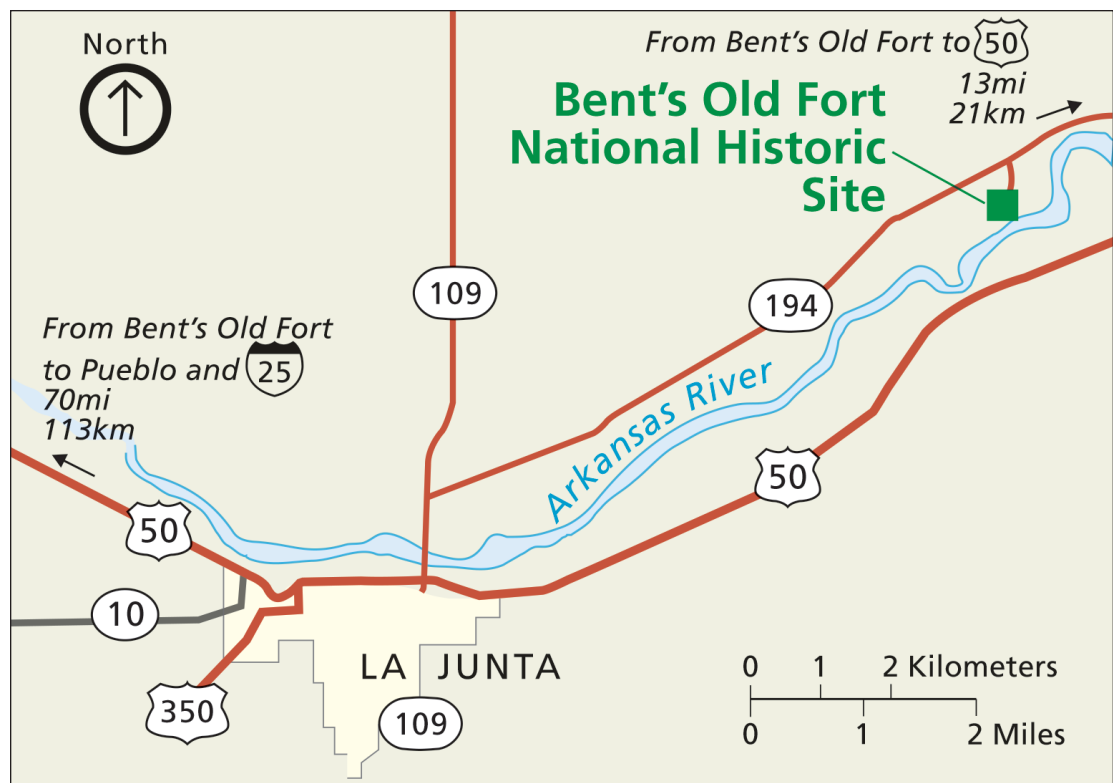 North
From Bent's Old Fort to 50
13mi
21km
Bent's Old Fort
National Historic
Site
109
194
From Bent's Old Fort
to Pueblo and 25
70mi
113km
Arkansas River
50
50
10
LA JUNTA
350
109
0 1 2 Kilometers
0 1 2 Miles